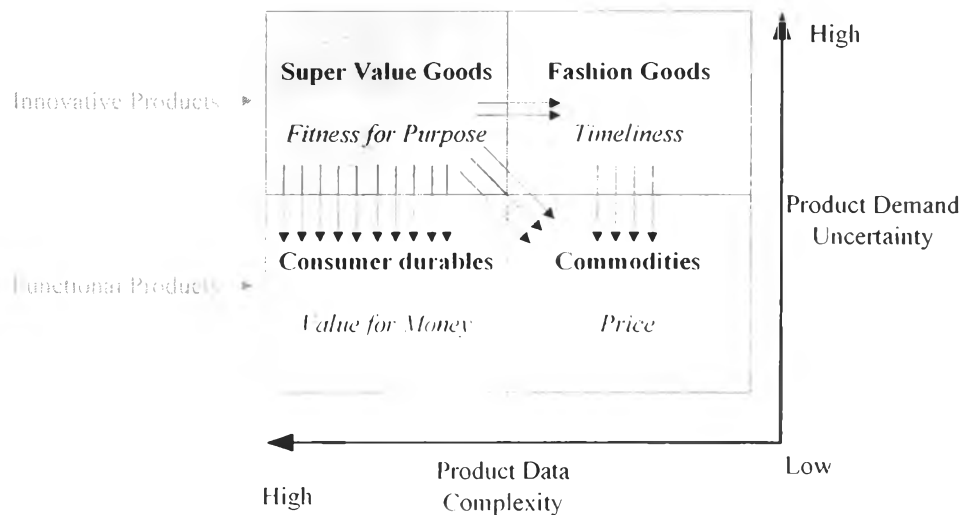 High
Super Value Goods
Fashion Goods
Innovative Products
Fitness for Purpose
Timeliness
Product Demand
Uncertainty
Consumer durables
Commodities
Functional Products
Value for Money
Price
Product Data
Complexity
Low
High